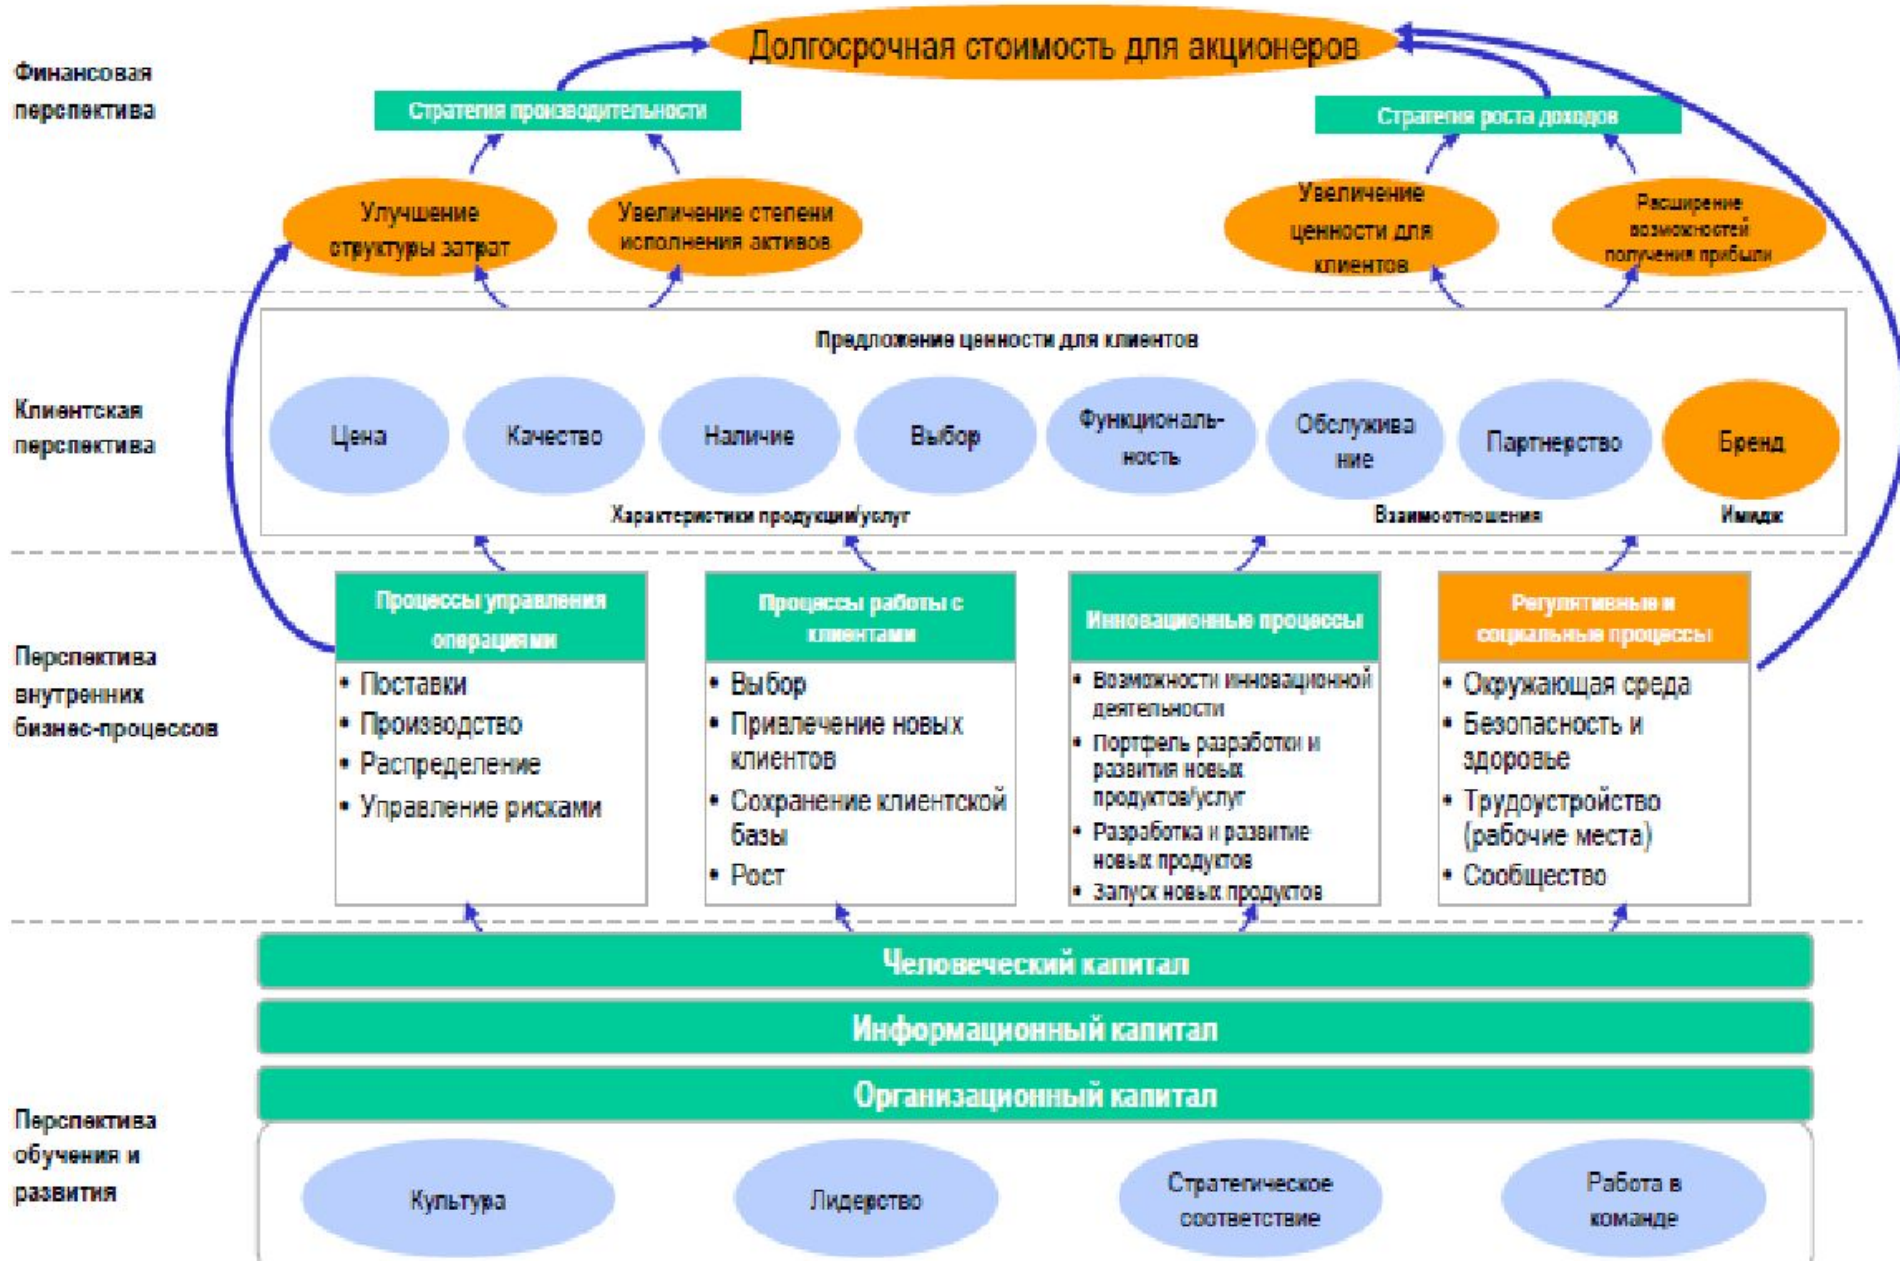 Долгосрочная стоимость для акционеров
Финансовая
перспектива
Стратегия производительности
Стратегия роста доходов
Улучшение
структуры затрат
Увеличение степени
исполнения активов
Увеличение
ценности для
клиентов
Расширение
возможностей
получения прибыли
Предложение ценности для клиентов
Клиентская
перспектива
Цена
Качество
Наличие
Выбор
Функциональ-
ность
Обслужива
ние
Партнерство
Бренд
Характеристики продукции/услуг
Взаимоотношения
Имидж
Перспектива
внутренних
бизнес-процессов
Процессы управления
операциями
• Поставки
• Производство
• Распределение
• Управление рисками
Процессы работы с
клиентами
• Выбор
• Привлечение новых
клиентов
• Сохранение клиентской
базы
• Рост
Инновационные процессы
• Возможности инновационной
деятельности
• Портфель разработки и
развития новых
продуктов/услуг
• Разработка и развитие
новых продуктов
• Запуск новых продуктов
Регулятивные и
социальные процессы
• Окружающая среда
• Безопасность и
здоровье
• Трудоустройство
(рабочие места)
• Сообщество
Человеческий капитал
Информационный капитал
Организационный капитал
Перспектива
обучения и
развития
Культура
Лидерство
Стратегическое
соответствие
Работа в
команде